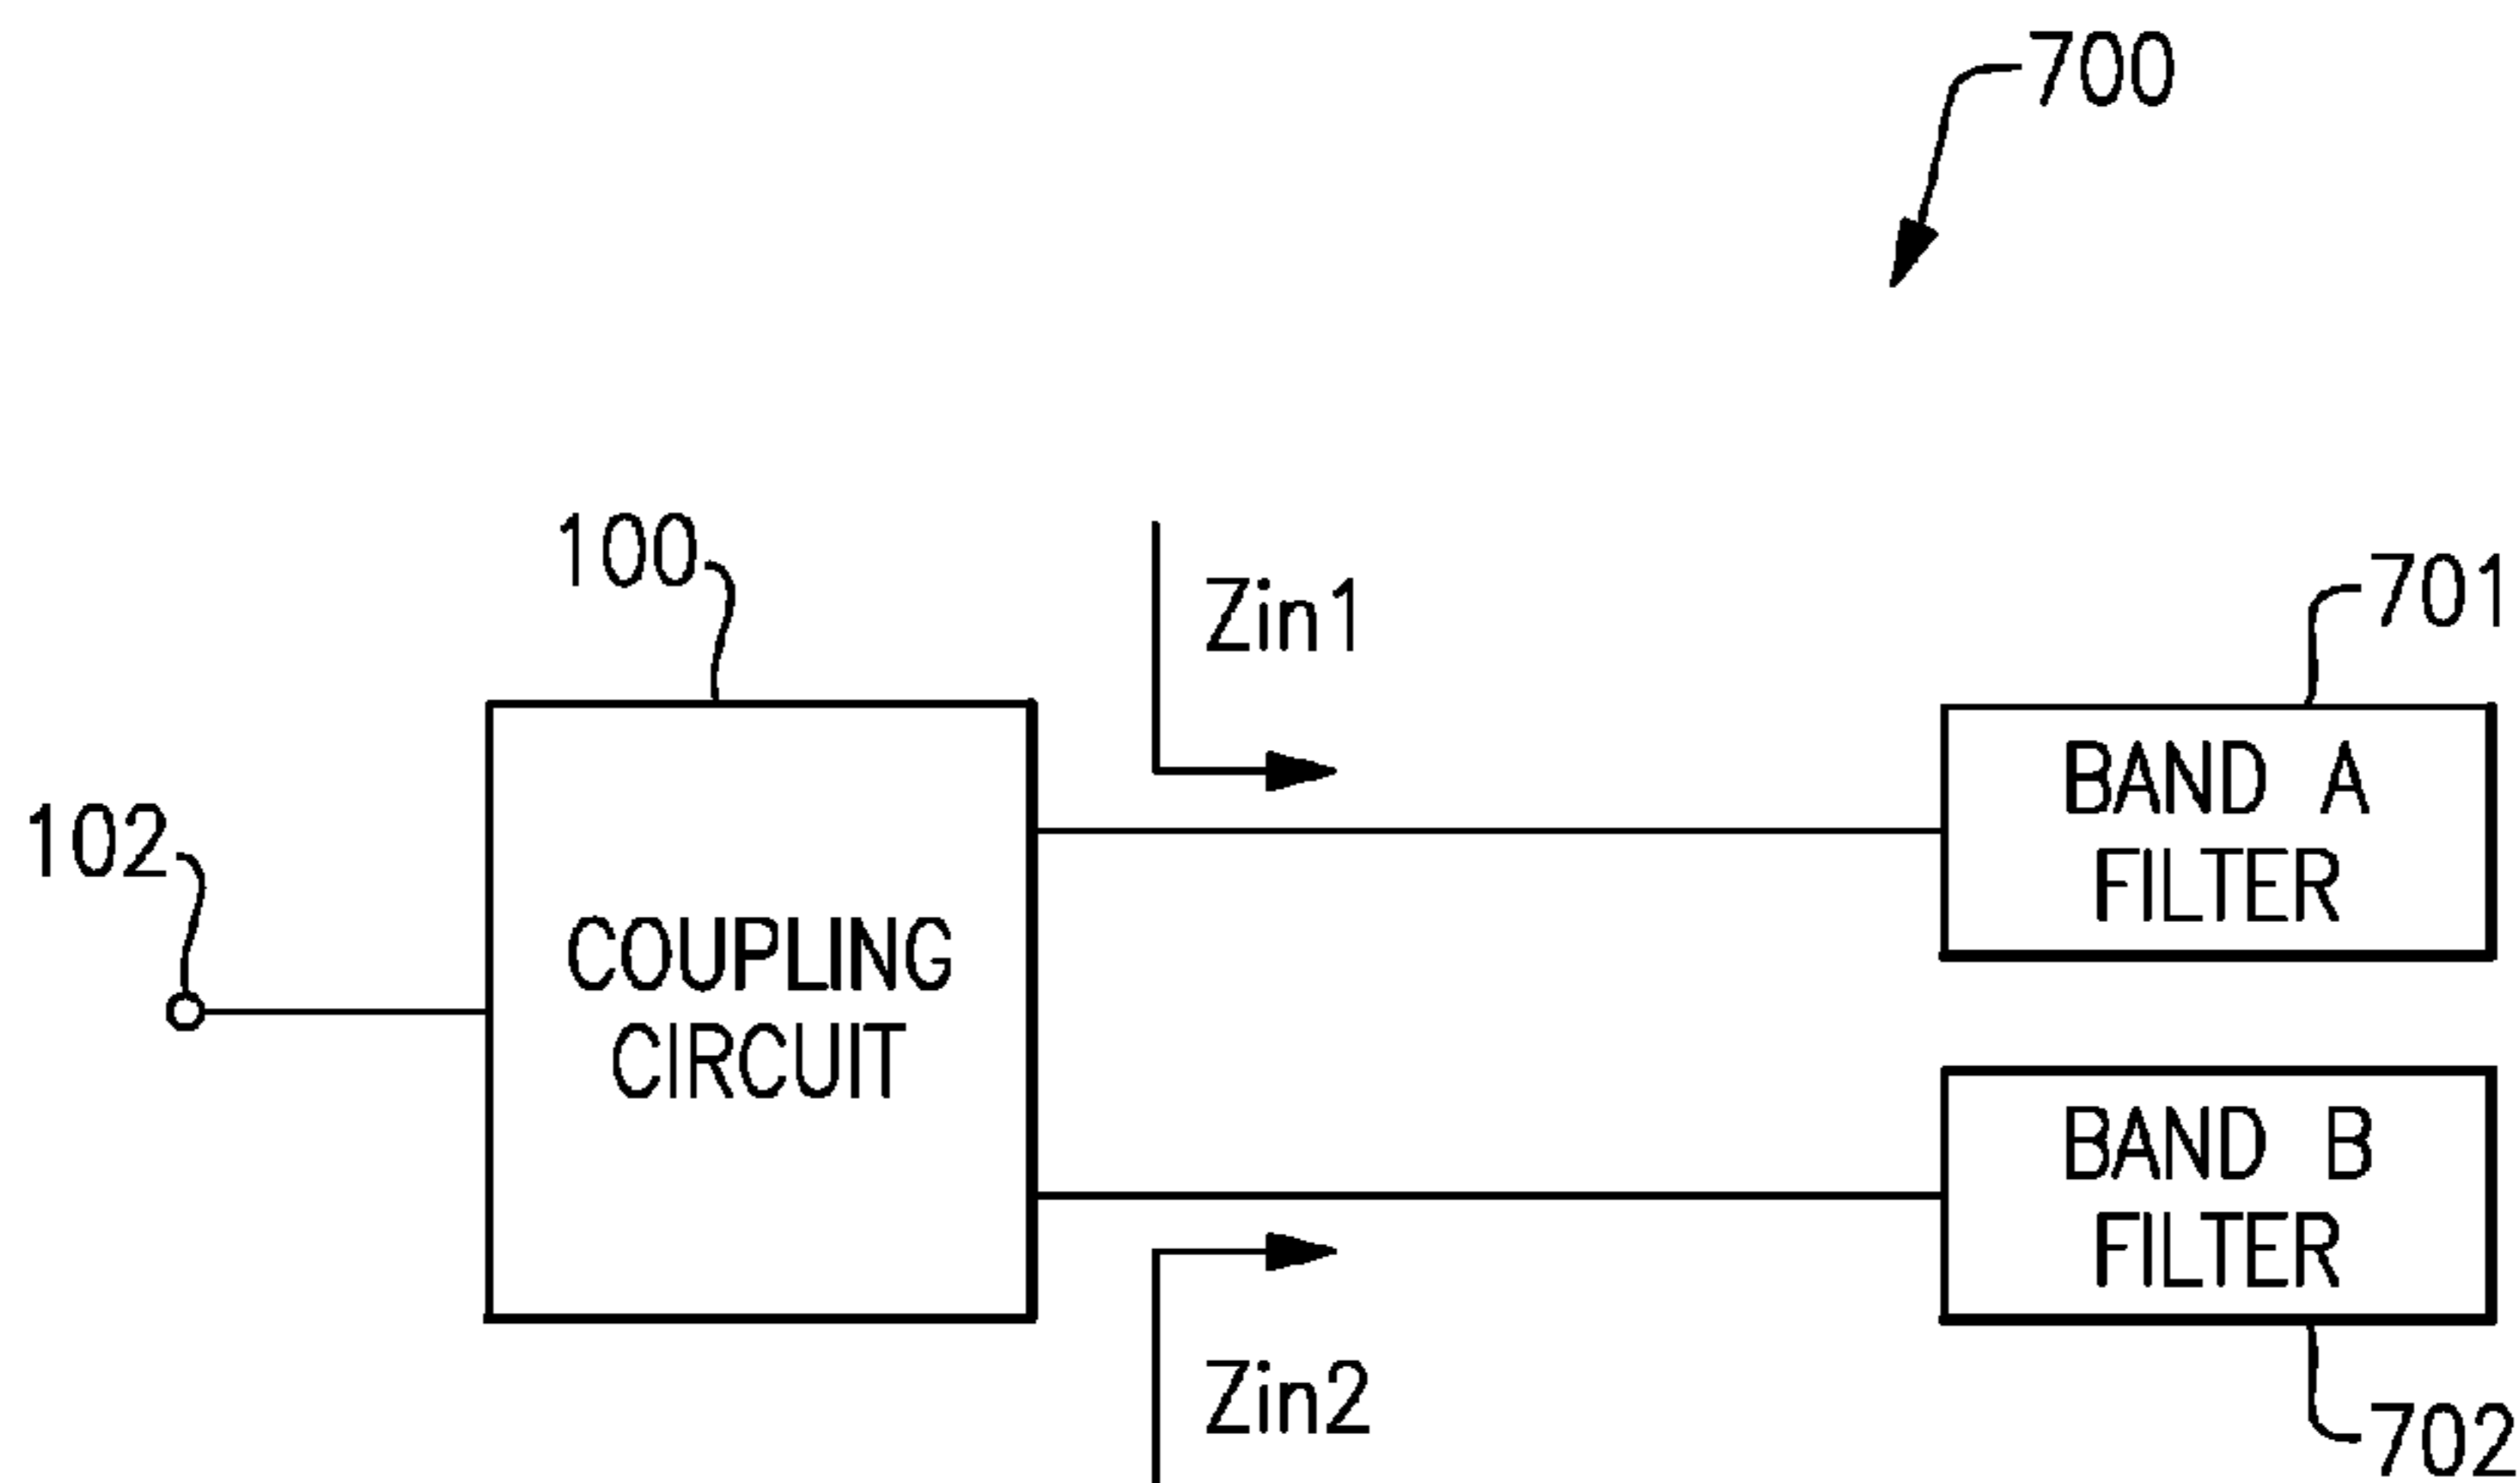 700
100
Zin1
701
BAND A
FILTER
102
COUPLING
CIRCUIT
BAND B
FILTER
Zin2
702